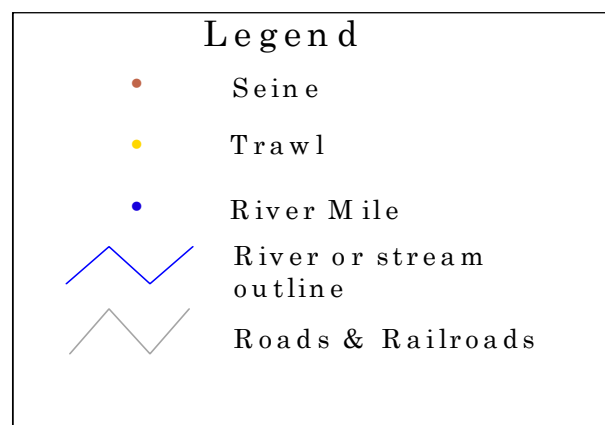 Legend
Seine
Trawl
River Mile
River or stream
outline
Roads & Railroads